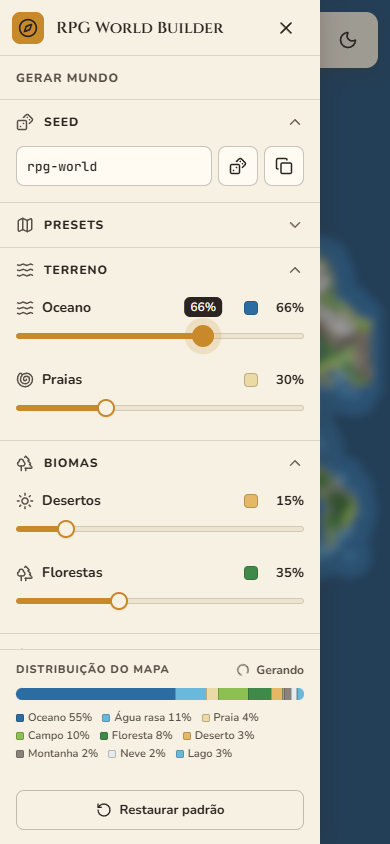 RPG WORLD BUILDER
GERAR MUNDO
SEED
rpg-world
PRESETS
TERRENO
Oceano 66% 66%
Praias 30%
BIOMAS
Desertos 15%
Florestas 35%
DISTRIBUIÇÃO DO MAPA Gerando
Oceano 55% Água rasa 11% Praia 4%
Campo 10% Floresta 8% Deserto 3%
Montanha 2% Neve 2% Lago 3%
Restaurar padrão